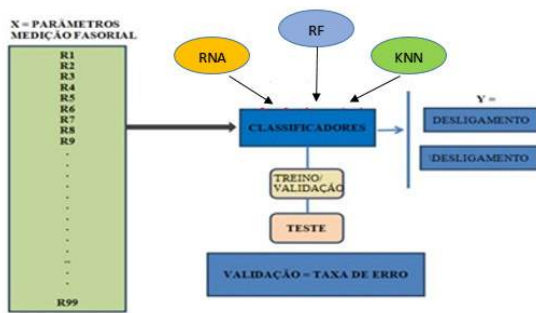 X = PARÂMETROS
MEDIÇÃO FASORIAL
R1
R2
R3
R4
R5
R6
R7
R8
R9
.
.
.
.
.
.
.
.
.
.
..
.
.
R99
RNA
RF
KNN
CLASSIFICADORES
TREINO/
VALIDAÇÃO
TESTE
VALIDAÇÃO = TAXA DE ERRO
Y =
DESLIGAMENTO
\DESLIGAMENTO